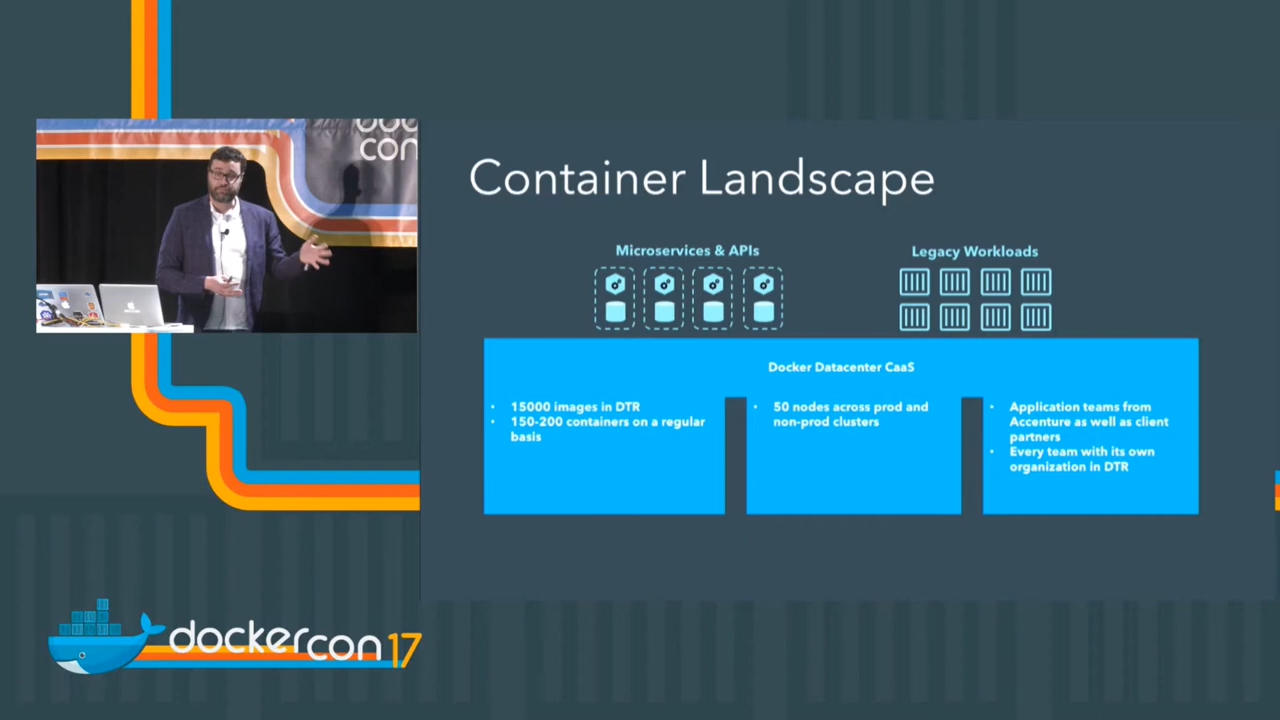 docker
con
Container Landscape
Microservices & APIs
Legacy Workloads
Docker Datacenter CaaS
• 15000 images in DTR
• 150-200 containers on a regular
basis
• 50 nodes across prod and
non-prod clusters
• Application teams from
Accenture as well as client
partners
• Every team with its own
organization in DTR
dockercon 17